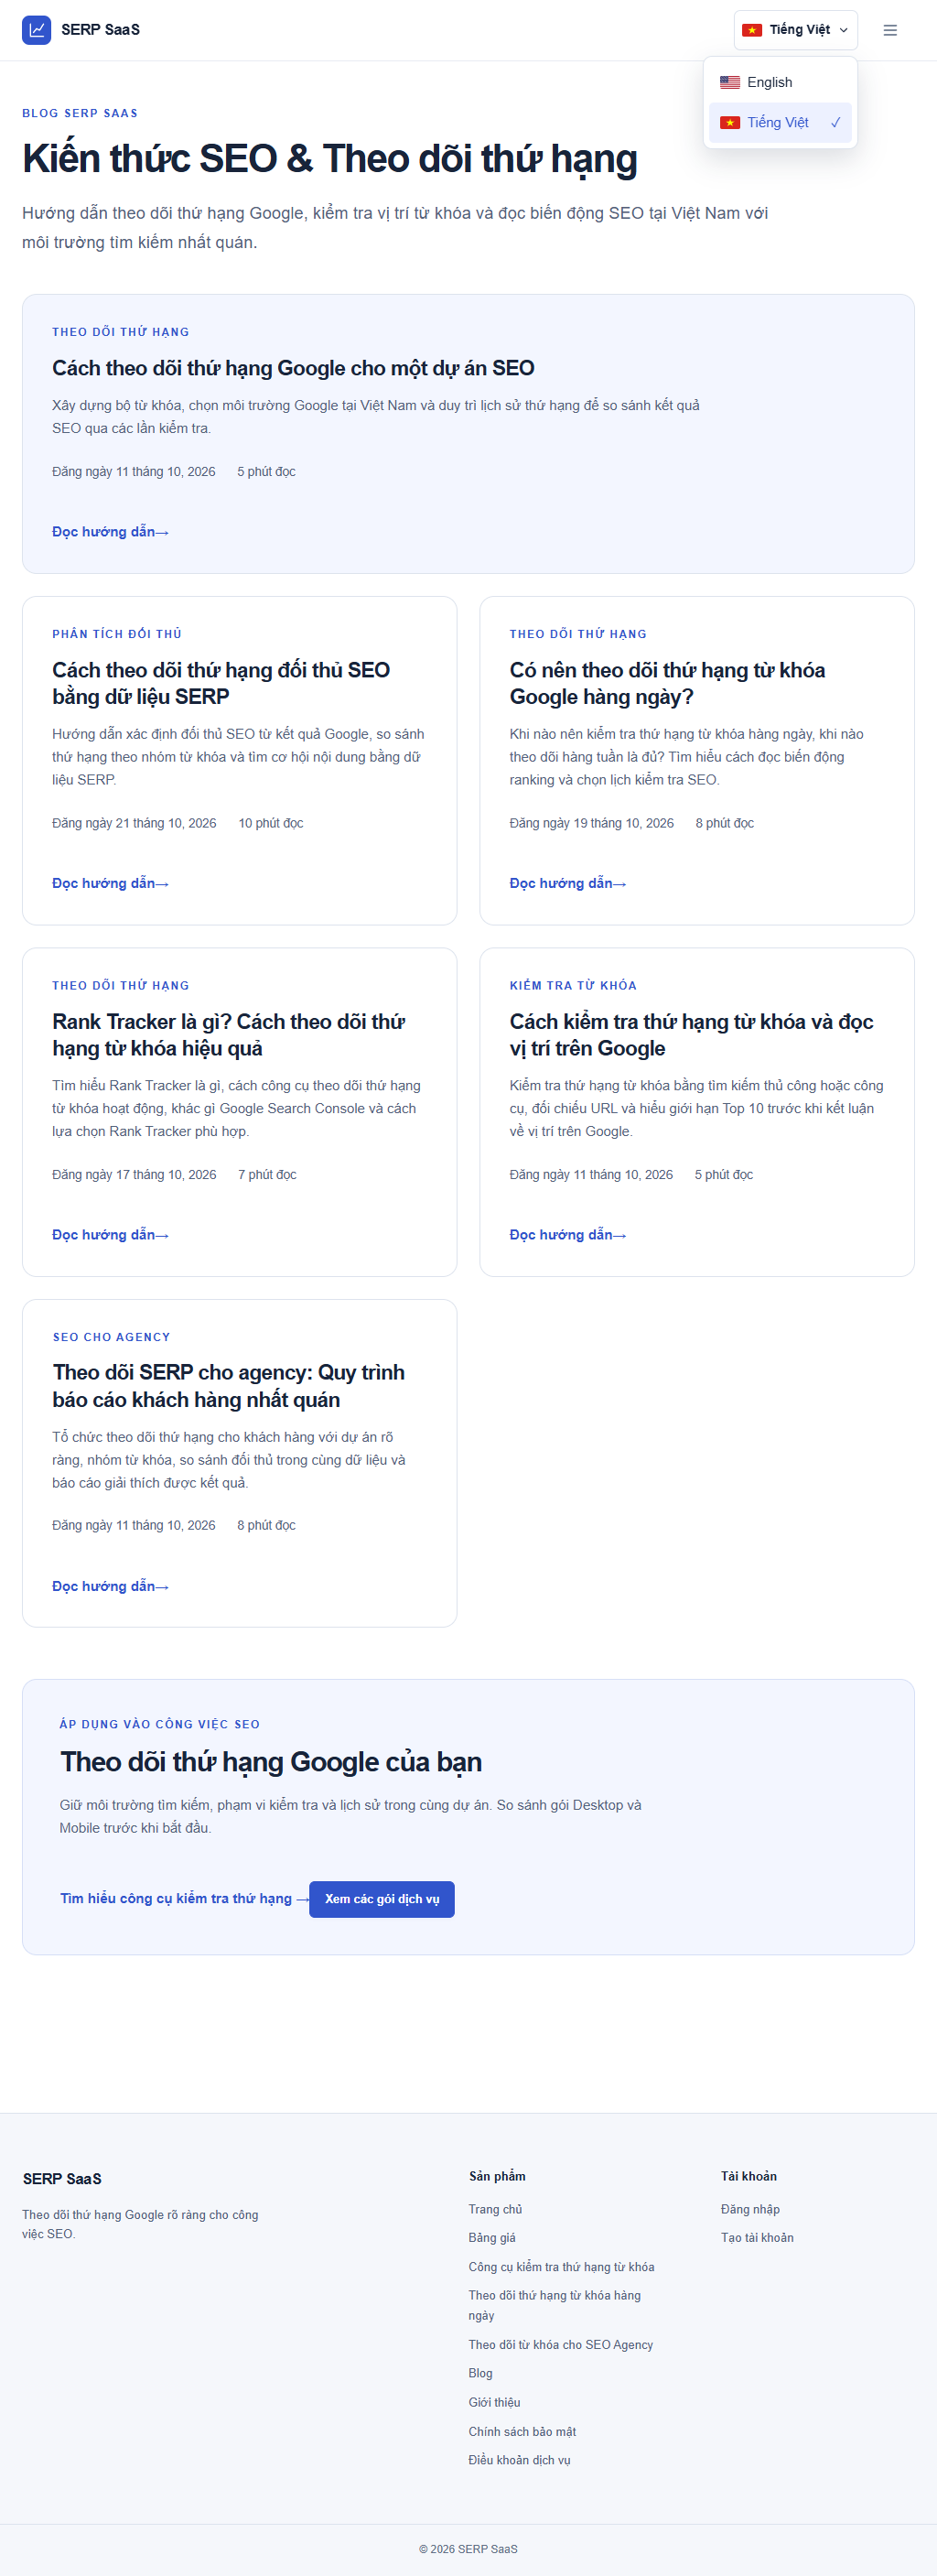 SERP SaaS
Tiếng Việt
English
Tiếng Việt ✓
BLOG SERP SAAS
Kiến thức SEO & Theo dõi thứ hạng
Hướng dẫn theo dõi thứ hạng Google, kiểm tra vị trí từ khóa và đọc biến động SEO tại Việt Nam với
môi trường tìm kiếm nhất quán.
THEO DÕI THỨ HẠNG
Cách theo dõi thứ hạng Google cho một dự án SEO
Xây dựng bộ từ khóa, chọn môi trường Google tại Việt Nam và duy trì lịch sử thứ hạng để so sánh kết quả
SEO qua các lần kiểm tra.
Đăng ngày 11 tháng 10, 2026 5 phút đọc
Đọc hướng dẫn→
PHÂN TÍCH ĐỐI THỦ
Cách theo dõi thứ hạng đối thủ SEO
bằng dữ liệu SERP
Hướng dẫn xác định đối thủ SEO từ kết quả Google, so sánh
thứ hạng theo nhóm từ khóa và tìm cơ hội nội dung bằng dữ
liệu SERP.
Đăng ngày 21 tháng 10, 2026 10 phút đọc
Đọc hướng dẫn→
THEO DÕI THỨ HẠNG
Có nên theo dõi thứ hạng từ khóa
Google hàng ngày?
Khi nào nên kiểm tra thứ hạng từ khóa hàng ngày, khi nào
theo dõi hàng tuần là đủ? Tìm hiểu cách đọc biến động
ranking và chọn lịch kiểm tra SEO.
Đăng ngày 19 tháng 10, 2026 8 phút đọc
Đọc hướng dẫn→
THEO DÕI THỨ HẠNG
Rank Tracker là gì? Cách theo dõi thứ
hạng từ khóa hiệu quả
Tìm hiểu Rank Tracker là gì, cách công cụ theo dõi thứ hạng
từ khóa hoạt động, khác gì Google Search Console và cách
lựa chọn Rank Tracker phù hợp.
Đăng ngày 17 tháng 10, 2026 7 phút đọc
Đọc hướng dẫn→
KIỂM TRA TỪ KHÓA
Cách kiểm tra thứ hạng từ khóa và đọc
vị trí trên Google
Kiểm tra thứ hạng từ khóa bằng tìm kiếm thủ công hoặc công
cụ, đối chiếu URL và hiểu giới hạn Top 10 trước khi kết luận
về vị trí trên Google.
Đăng ngày 11 tháng 10, 2026 5 phút đọc
Đọc hướng dẫn→
SEO CHO AGENCY
Theo dõi SERP cho agency: Quy trình
báo cáo khách hàng nhất quán
Tổ chức theo dõi thứ hạng cho khách hàng với dự án rõ
ràng, nhóm từ khóa, so sánh đối thủ trong cùng dữ liệu và
báo cáo giải thích được kết quả.
Đăng ngày 11 tháng 10, 2026 8 phút đọc
Đọc hướng dẫn→
ÁP DỤNG VÀO CÔNG VIỆC SEO
Theo dõi thứ hạng Google của bạn
Giữ môi trường tìm kiếm, phạm vi kiểm tra và lịch sử trong cùng dự án. So sánh gói Desktop và
Mobile trước khi bắt đầu.
Tìm hiểu công cụ kiểm tra thứ hạng →
Xem các gói dịch vụ
SERP SaaS
Theo dõi thứ hạng Google rõ ràng cho công
việc SEO.
Sản phẩm
Trang chủ
Bảng giá
Công cụ kiểm tra thứ hạng từ khóa
Theo dõi thứ hạng từ khóa hàng
ngày
Theo dõi từ khóa cho SEO Agency
Blog
Giới thiệu
Chính sách bảo mật
Điều khoản dịch vụ
Tài khoản
Đăng nhập
Tạo tài khoản
© 2026 SERP SaaS